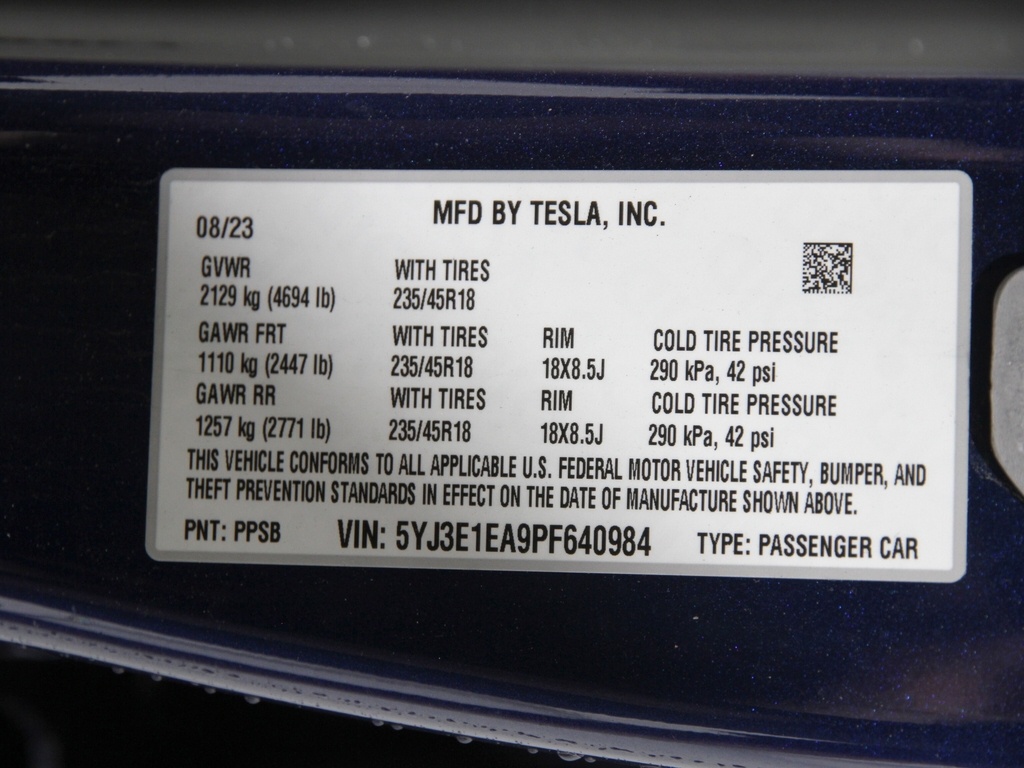 MFD BY TESLA, INC.
08/23
GVWR WITH TIRES
2129 kg (4694 lb) 235/45R18
GAWR FRT WITH TIRES RIM COLD TIRE PRESSURE
1110 kg (2447 lb) 235/45R18 18X8.5J 290 kPa, 42 psi
GAWR RR WITH TIRES RIM COLD TIRE PRESSURE
1257 kg (2771 lb) 235/45R18 18X8.5J 290 kPa, 42 psi
THIS VEHICLE CONFORMS TO ALL APPLICABLE U.S. FEDERAL MOTOR VEHICLE SAFETY, BUMPER, AND
THEFT PREVENTION STANDARDS IN EFFECT ON THE DATE OF MANUFACTURE SHOWN ABOVE.
PNT: PPSB VIN: 5YJ3E1EA9PF640984 TYPE: PASSENGER CAR